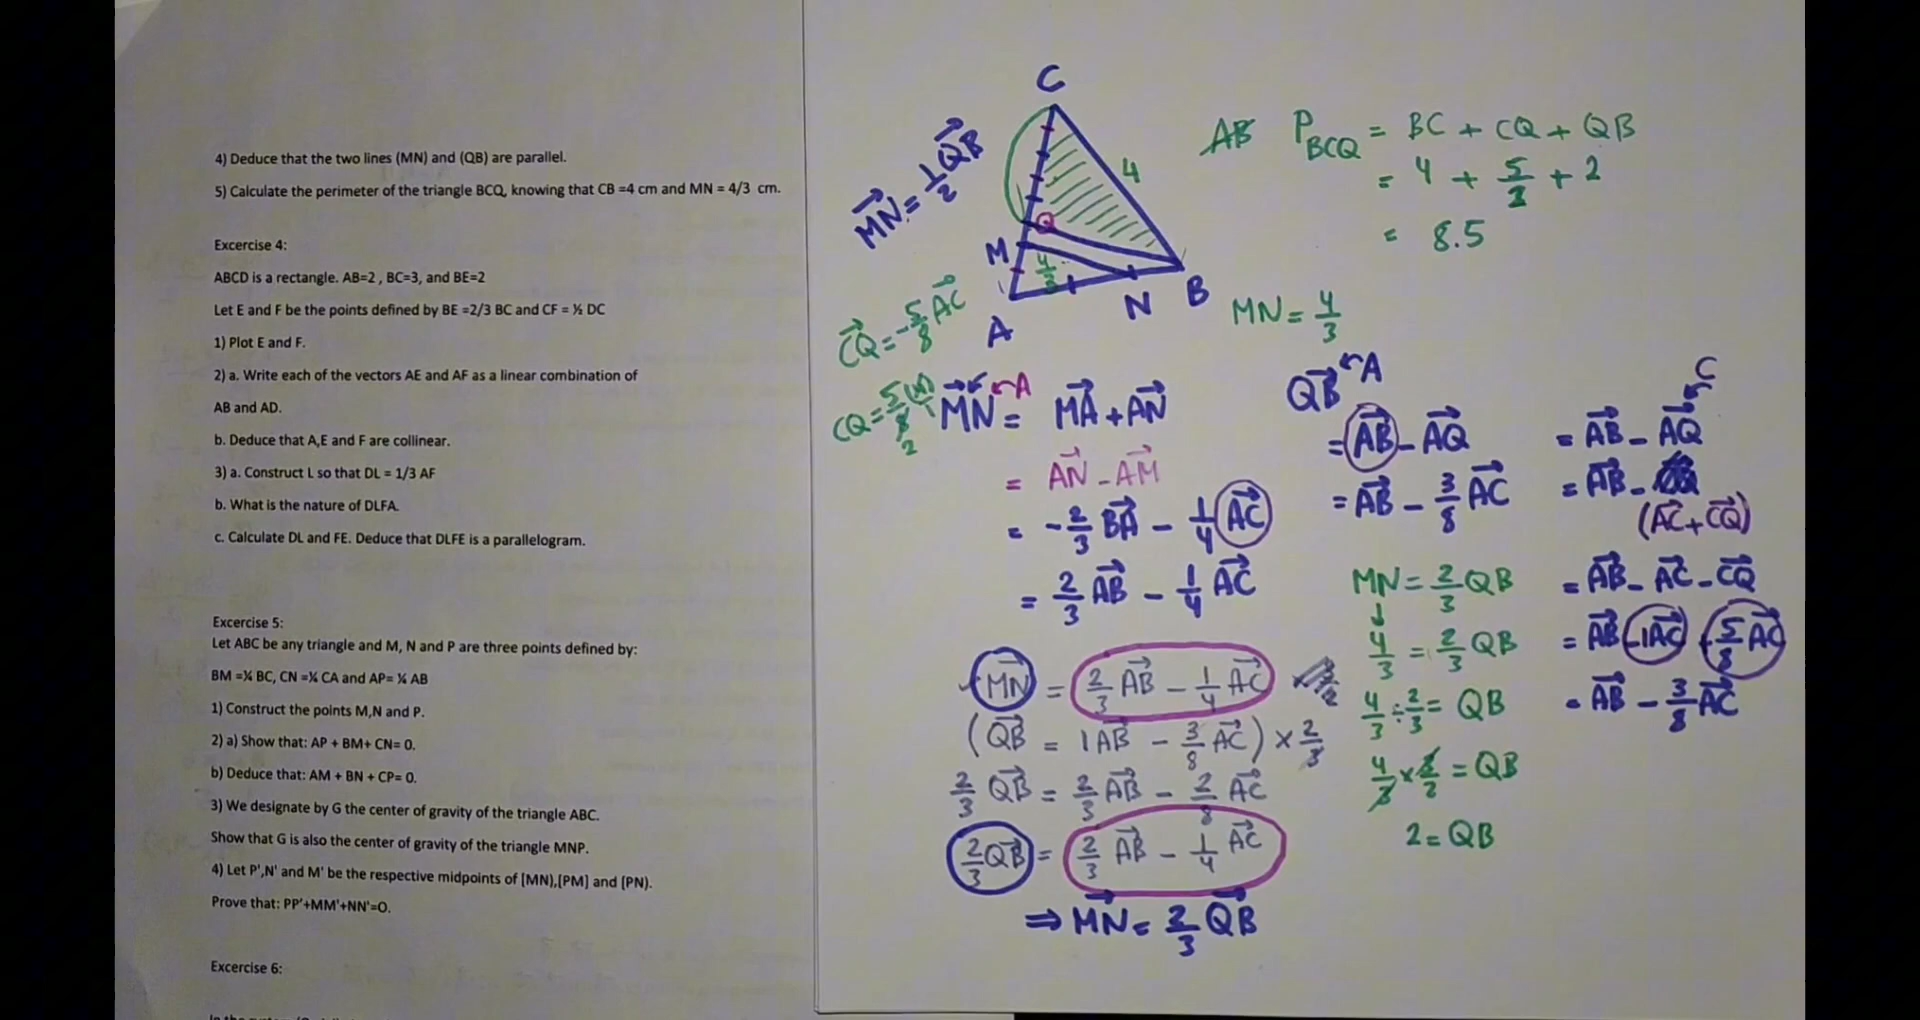 4) Deduce that the two lines (MN) and (QB) are parallel.
5) Calculate the perimeter of the triangle BCQ, knowing that CB =4 cm and MN = 4/3 cm.
Excercise 4:
ABCD is a rectangle. AB=2 , BC=3, and BE=2
Let E and F be the points defined by BE =2/3 BC and CF = ½ DC
1) Plot E and F.
2) a. Write each of the vectors AE and AF as a linear combination of
AB and AD.
b. Deduce that A,E and F are collinear.
3) a. Construct L so that DL = 1/3 AF
b. What is the nature of DLFA.
c. Calculate DL and FE. Deduce that DLFE is a parallelogram.
Excercise 5:
Let ABC be any triangle and M, N and P are three points defined by:
BM =¼ BC, CN =¼ CA and AP= ¼ AB
1) Construct the points M,N and P.
2) a) Show that: AP + BM+ CN= 0.
b) Deduce that: AM + BN + CP= 0.
3) We designate by G the center of gravity of the triangle ABC.
Show that G is also the center of gravity of the triangle MNP.
4) Let P',N' and M' be the respective midpoints of [MN),[PM] and [PN).
Prove that: PP'+MM'+NN'=O.
Excercise 6:
C
4
Q
M
4/3
A
N
B
MN = 1/2 QB
CQ = -5/8 AC
AB P BCQ = BC + CQ + QB
= 4 + 5/2 + 2
= 8.5
MN = 4/3
MN = MA + AN
A
= AN - AM
= -2/3 BA - 1/4 AC
= 2/3 AB - 1/4 AC
MN = 2/3 AB - 1/4 AC
(QB = 1AB - 3/8 AC) × 2/3
2/3 QB = 2/3 AB - 2/8 AC
2/3 QB = 2/3 AB - 1/4 AC
⇒ MN = 2/3 QB
QB A
= AB - AQ
= AB - 3/8 AC
MN = 2/3 QB
4/3 = 2/3 QB
4/3 ÷ 2/3 = QB
4/3 × 3/2 = QB
2 = QB
C
= AB - AQ
= AB -
(AC + CQ)
= AB - AC - CQ
= AB - 1AC + 5/8 AC
= AB - 3/8 AC